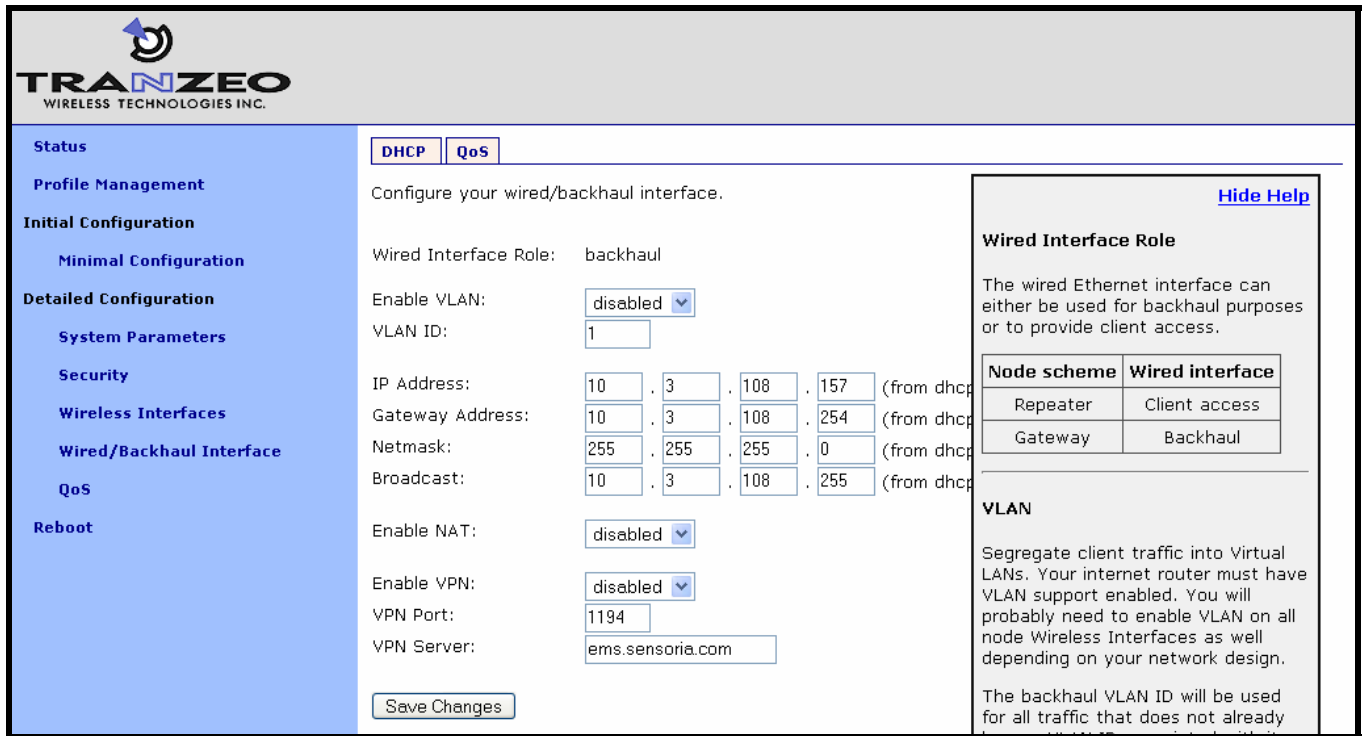 TRANZEO
WIRELESS TECHNOLOGIES INC.
Status
Profile Management
Initial Configuration
Minimal Configuration
Detailed Configuration
System Parameters
Security
Wireless Interfaces
Wired/Backhaul Interface
QoS
Reboot
DHCP QoS
Configure your wired/backhaul interface.
Wired Interface Role: backhaul
Enable VLAN: disabled
VLAN ID: 1
IP Address: 10 . 3 . 108 . 157 (from dhcp
Gateway Address: 10 . 3 . 108 . 254 (from dhcp
Netmask: 255 . 255 . 255 . 0 (from dhcp
Broadcast: 10 . 3 . 108 . 255 (from dhcp
Enable NAT: disabled
Enable VPN: disabled
VPN Port: 1194
VPN Server: ems.sensoria.com
Save Changes
Hide Help
Wired Interface Role
The wired Ethernet interface can
either be used for backhaul purposes
or to provide client access.
Node scheme Wired interface
Repeater Client access
Gateway Backhaul
VLAN
Segregate client traffic into Virtual
LANs. Your internet router must have
VLAN support enabled. You will
probably need to enable VLAN on all
node Wireless Interfaces as well
depending on your network design.
The backhaul VLAN ID will be used
for all traffic that does not already